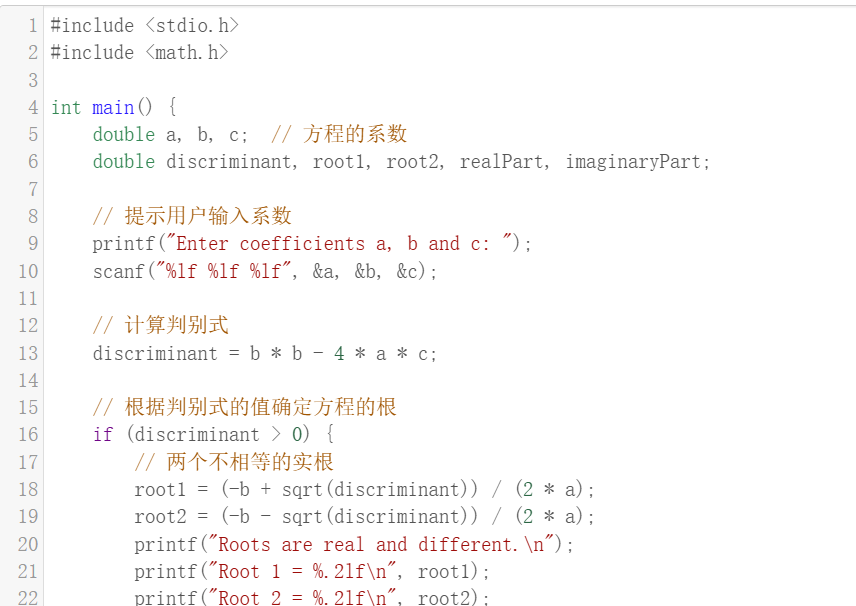 1 #include <stdio.h>
2 #include <math.h>
3
4 int main() {
5     double a, b, c;  // 方程的系数
6     double discriminant, root1, root2, realPart, imaginaryPart;
7
8     // 提示用户输入系数
9     printf("Enter coefficients a, b and c: ");
10     scanf("%lf %lf %lf", &a, &b, &c);
11
12     // 计算判别式
13     discriminant = b * b - 4 * a * c;
14
15     // 根据判别式的值确定方程的根
16     if (discriminant > 0) {
17         // 两个不相等的实根
18         root1 = (-b + sqrt(discriminant)) / (2 * a);
19         root2 = (-b - sqrt(discriminant)) / (2 * a);
20         printf("Roots are real and different.\n");
21         printf("Root 1 = %.2lf\n", root1);
22         printf("Root 2 = %.2lf\n", root2);